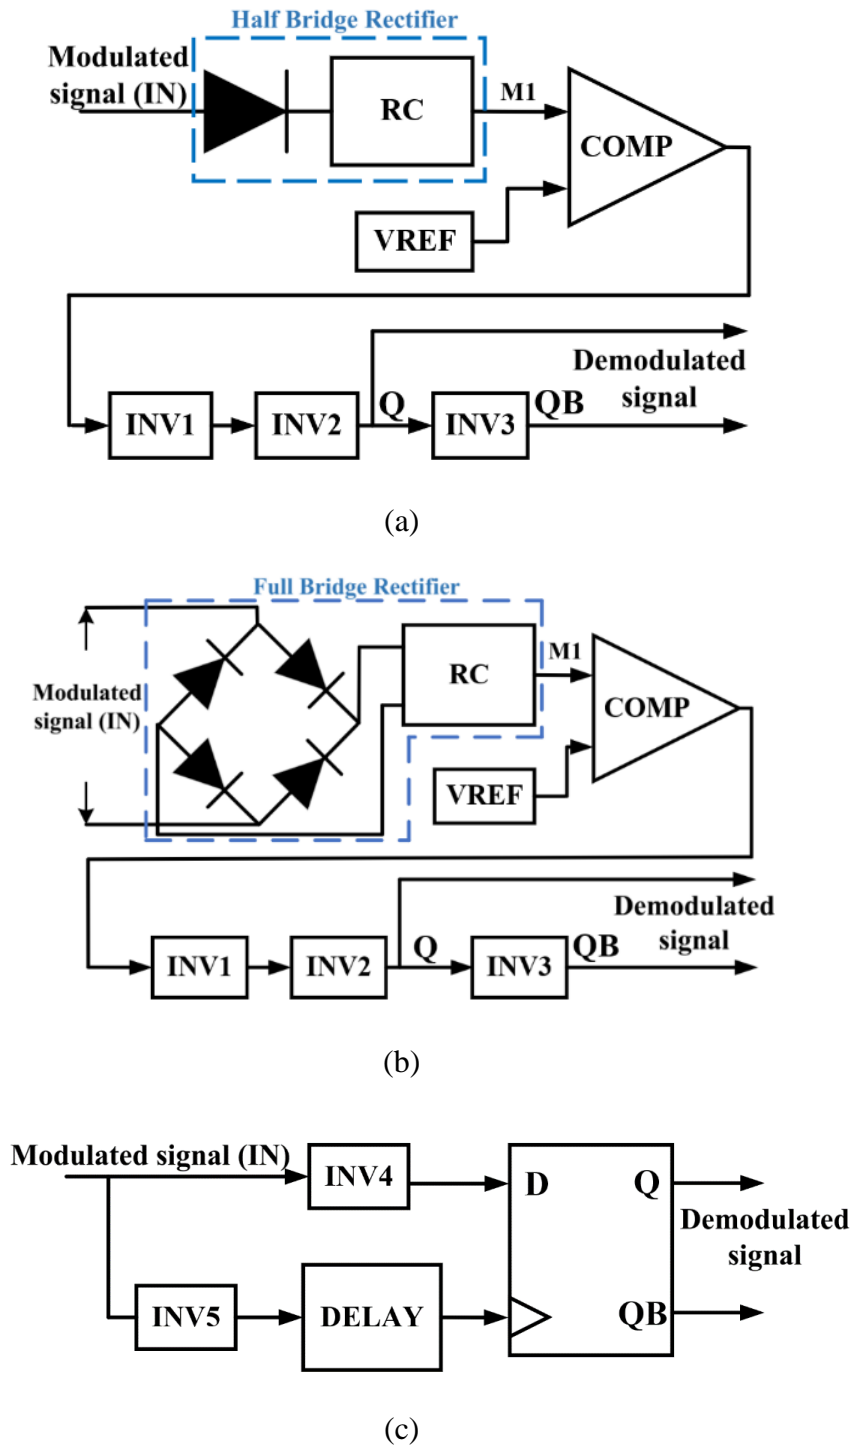 Half Bridge Rectifier
Modulated
signal (IN)
RC
M1
COMP
VREF
Demodulated
signal
INV1
INV2
Q
INV3
QB
(a)
Full Bridge Rectifier
Modulated
signal (IN)
RC
M1
COMP
VREF
Demodulated
signal
INV1
INV2
Q
INV3
QB
(b)
Modulated signal (IN)
INV4
D
Q
Demodulated
signal
INV5
DELAY
QB
(c)